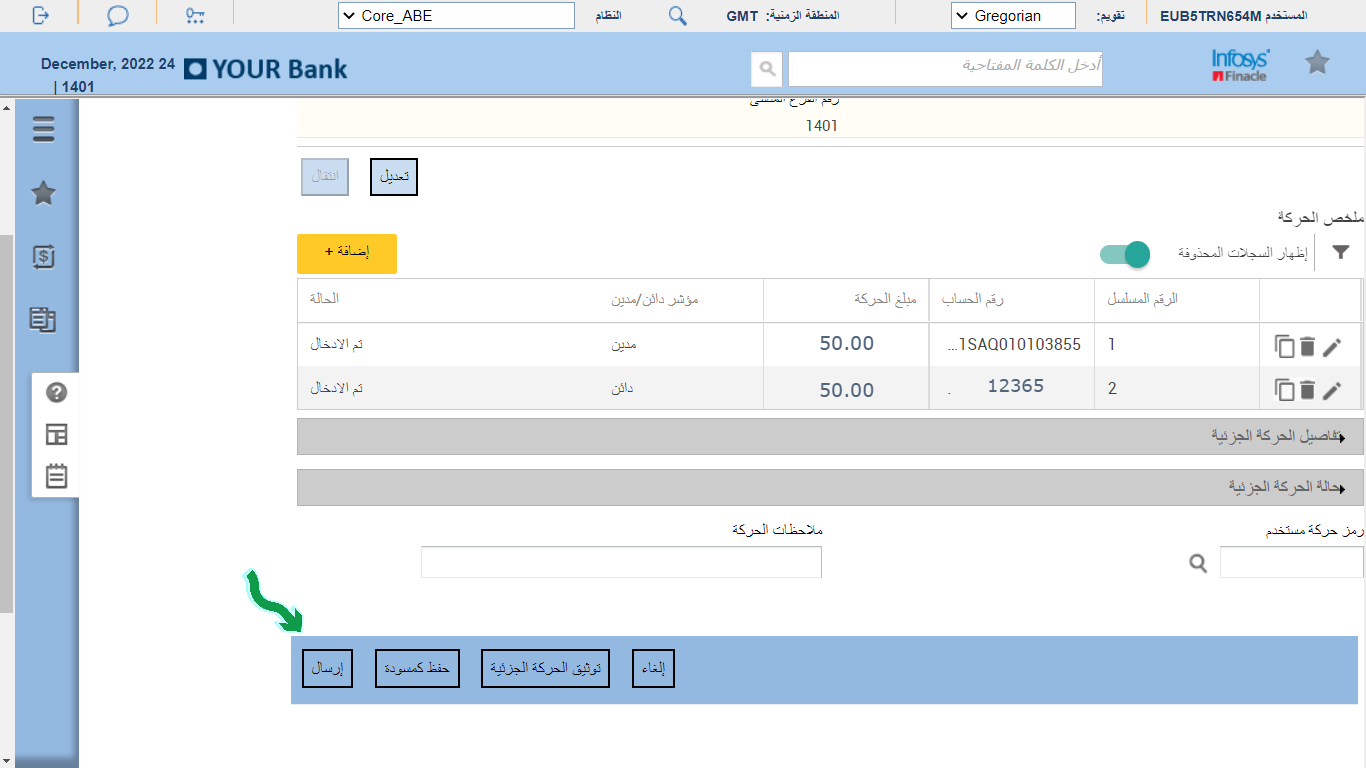 المستخدم EUB5TRN654M
تقويم: Gregorian
المنطقة الزمنية: GMT
النظام Core_ABE
Infosys
Finacle
أدخل الكلمة المفتاحية
YOUR Bank
December, 2022 24
| 1401
رقم الفرع المنشئ
1401
تعديل
انتقال
ملخص الحركة
إظهار السجلات المحذوفة
إضافة +
الرقم المسلسل رقم الحساب مبلغ الحركة مؤشر دائن/مدين الحالة
1 ...1SAQ010103855 50.00 مدين تم الادخال
2 12365 . 50.00 دائن تم الادخال
تفاصيل الحركة الجزئية
حالة الحركة الجزئية
رمز حركة مستخدم
ملاحظات الحركة
إلغاء
توثيق الحركة الجزئية
حفظ كمسودة
إرسال